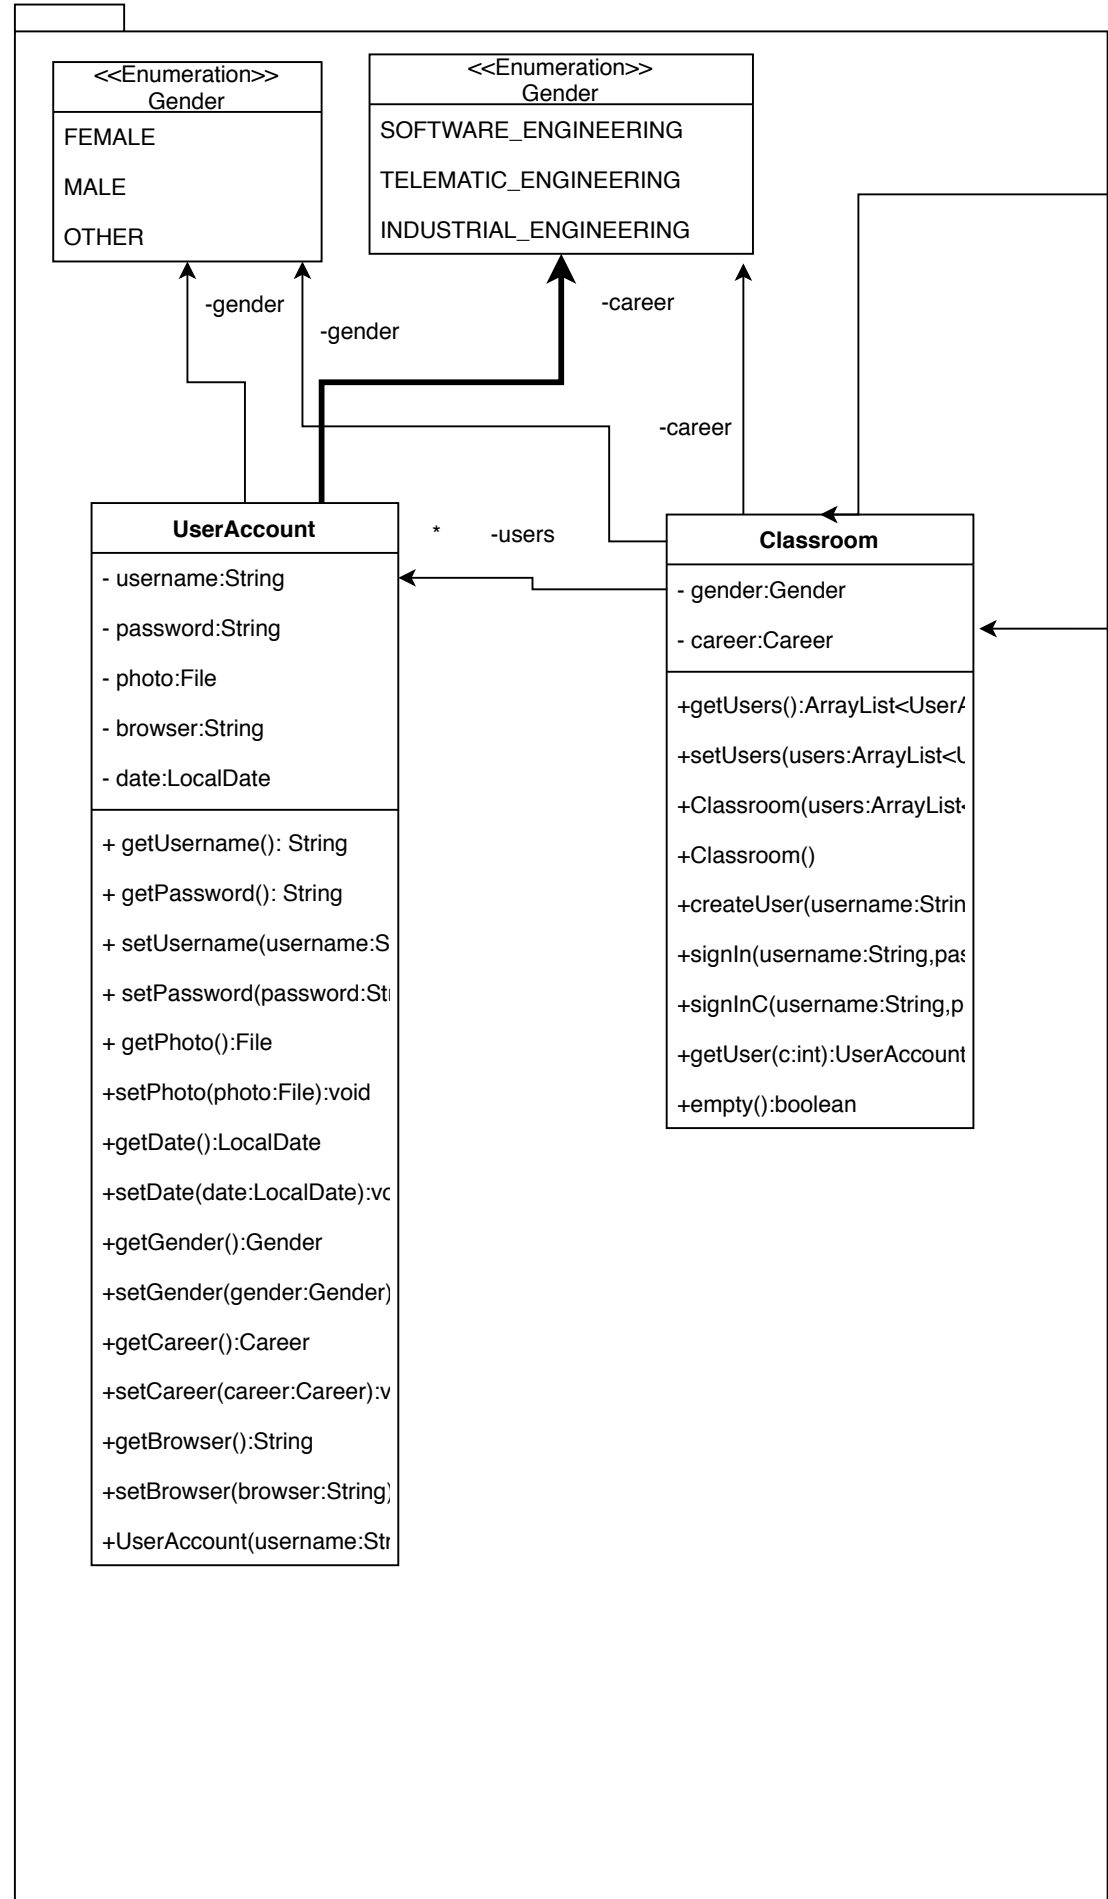 <<Enumeration>>
Gender
FEMALE
MALE
OTHER
<<Enumeration>>
Gender
SOFTWARE_ENGINEERING
TELEMATIC_ENGINEERING
INDUSTRIAL_ENGINEERING
-gender
-gender
-career
-career
UserAccount
- username:String
- password:String
- photo:File
- browser:String
- date:LocalDate
+ getUsername(): String
+ getPassword(): String
+ setUsername(username:S
+ setPassword(password:Stri
+ getPhoto():File
+setPhoto(photo:File):void
+getDate():LocalDate
+setDate(date:LocalDate):vo
+getGender():Gender
+setGender(gender:Gender)
+getCareer():Career
+setCareer(career:Career):v
+getBrowser():String
+setBrowser(browser:String)
+UserAccount(username:Str
* -users
Classroom
- gender:Gender
- career:Career
+getUsers():ArrayList<UserA
+setUsers(users:ArrayList<U
+Classroom(users:ArrayList<
+Classroom()
+createUser(username:Strin
+signIn(username:String,pas
+signInC(username:String,p
+getUser(c:int):UserAccount
+empty():boolean